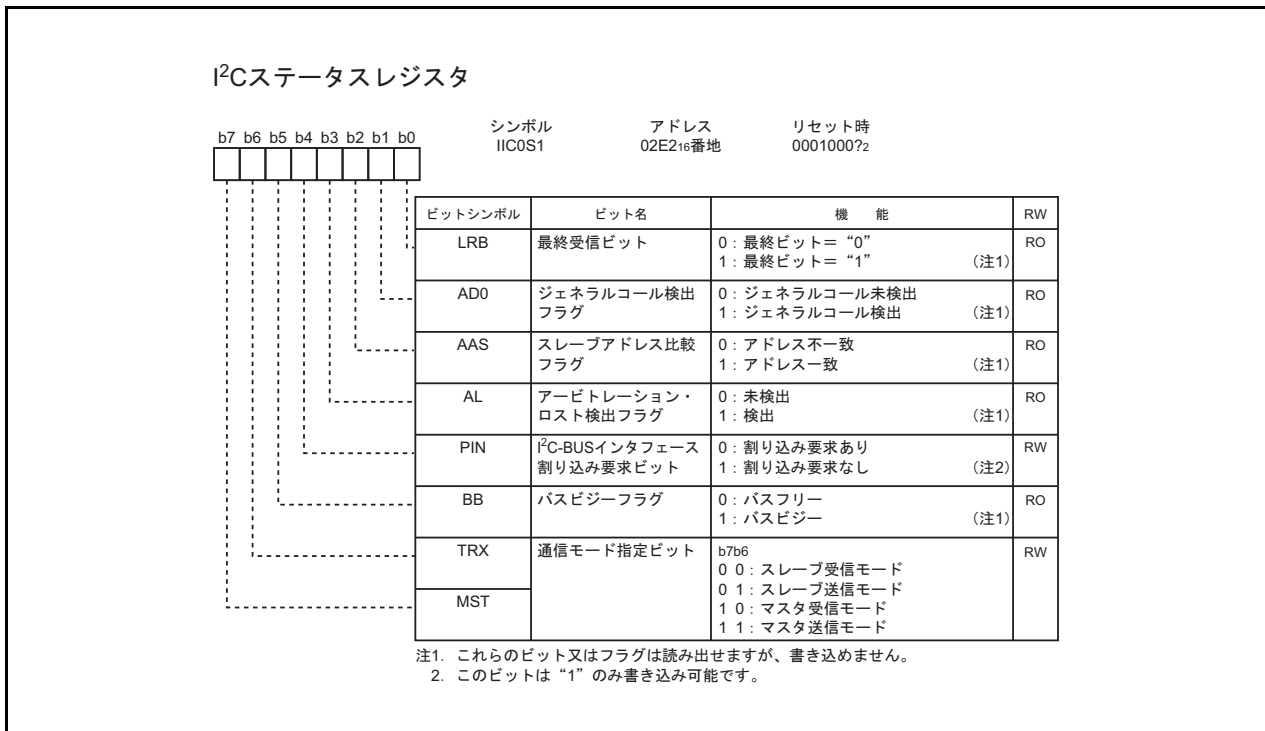 I²Cステータスレジスタ
シンボル アドレス リセット時
b7 b6 b5 b4 b3 b2 b1 b0
IIC0S1 02E2₁₆番地 0001000?₂
ビットシンボル ビット名 機 能 RW
LRB 最終受信ビット 0:最終ビット=“0” RO
1:最終ビット=“1” (注1)
AD0 ジェネラルコール検出 0:ジェネラルコール未検出 RO
フラグ 1:ジェネラルコール検出 (注1)
AAS スレーブアドレス比較 0:アドレス不一致 RO
フラグ 1:アドレス一致 (注1)
AL アービトレーション・ 0:未検出 RO
ロスト検出フラグ 1:検出 (注1)
PIN I²C-BUSインタフェース 0:割り込み要求あり RW
割り込み要求ビット 1:割り込み要求なし (注2)
BB バスビジーフラグ 0:バスフリー RO
1:バスビジー (注1)
TRX 通信モード指定ビット b7b6 RW
0 0:スレーブ受信モード
0 1:スレーブ送信モード
MST 1 0:マスタ受信モード
1 1:マスタ送信モード
注1. これらのビット又はフラグは読み出せますが、書き込めません。
2. このビットは“1”のみ書き込み可能です。